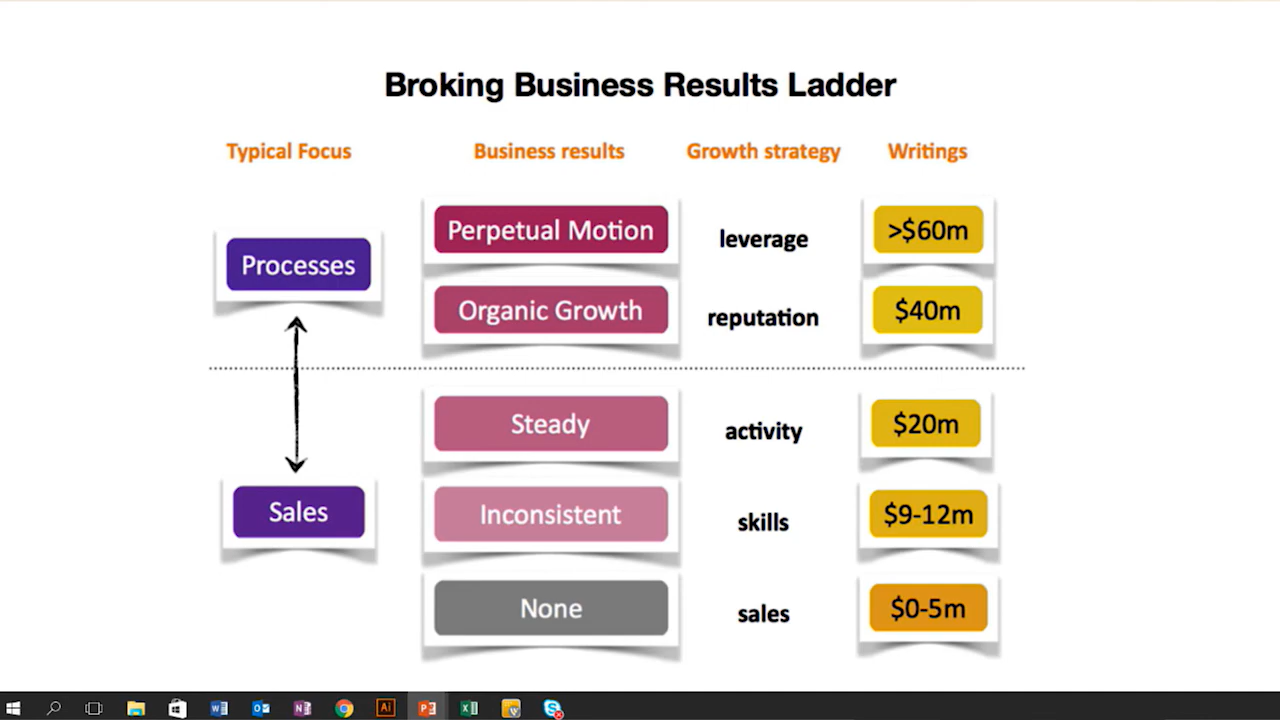 Broking Business Results Ladder
Typical Focus Business results Growth strategy Writings
Perpetual Motion leverage >$60m
Processes
Organic Growth reputation $40m
Steady activity $20m
Sales Inconsistent skills $9-12m
None sales $0-5m